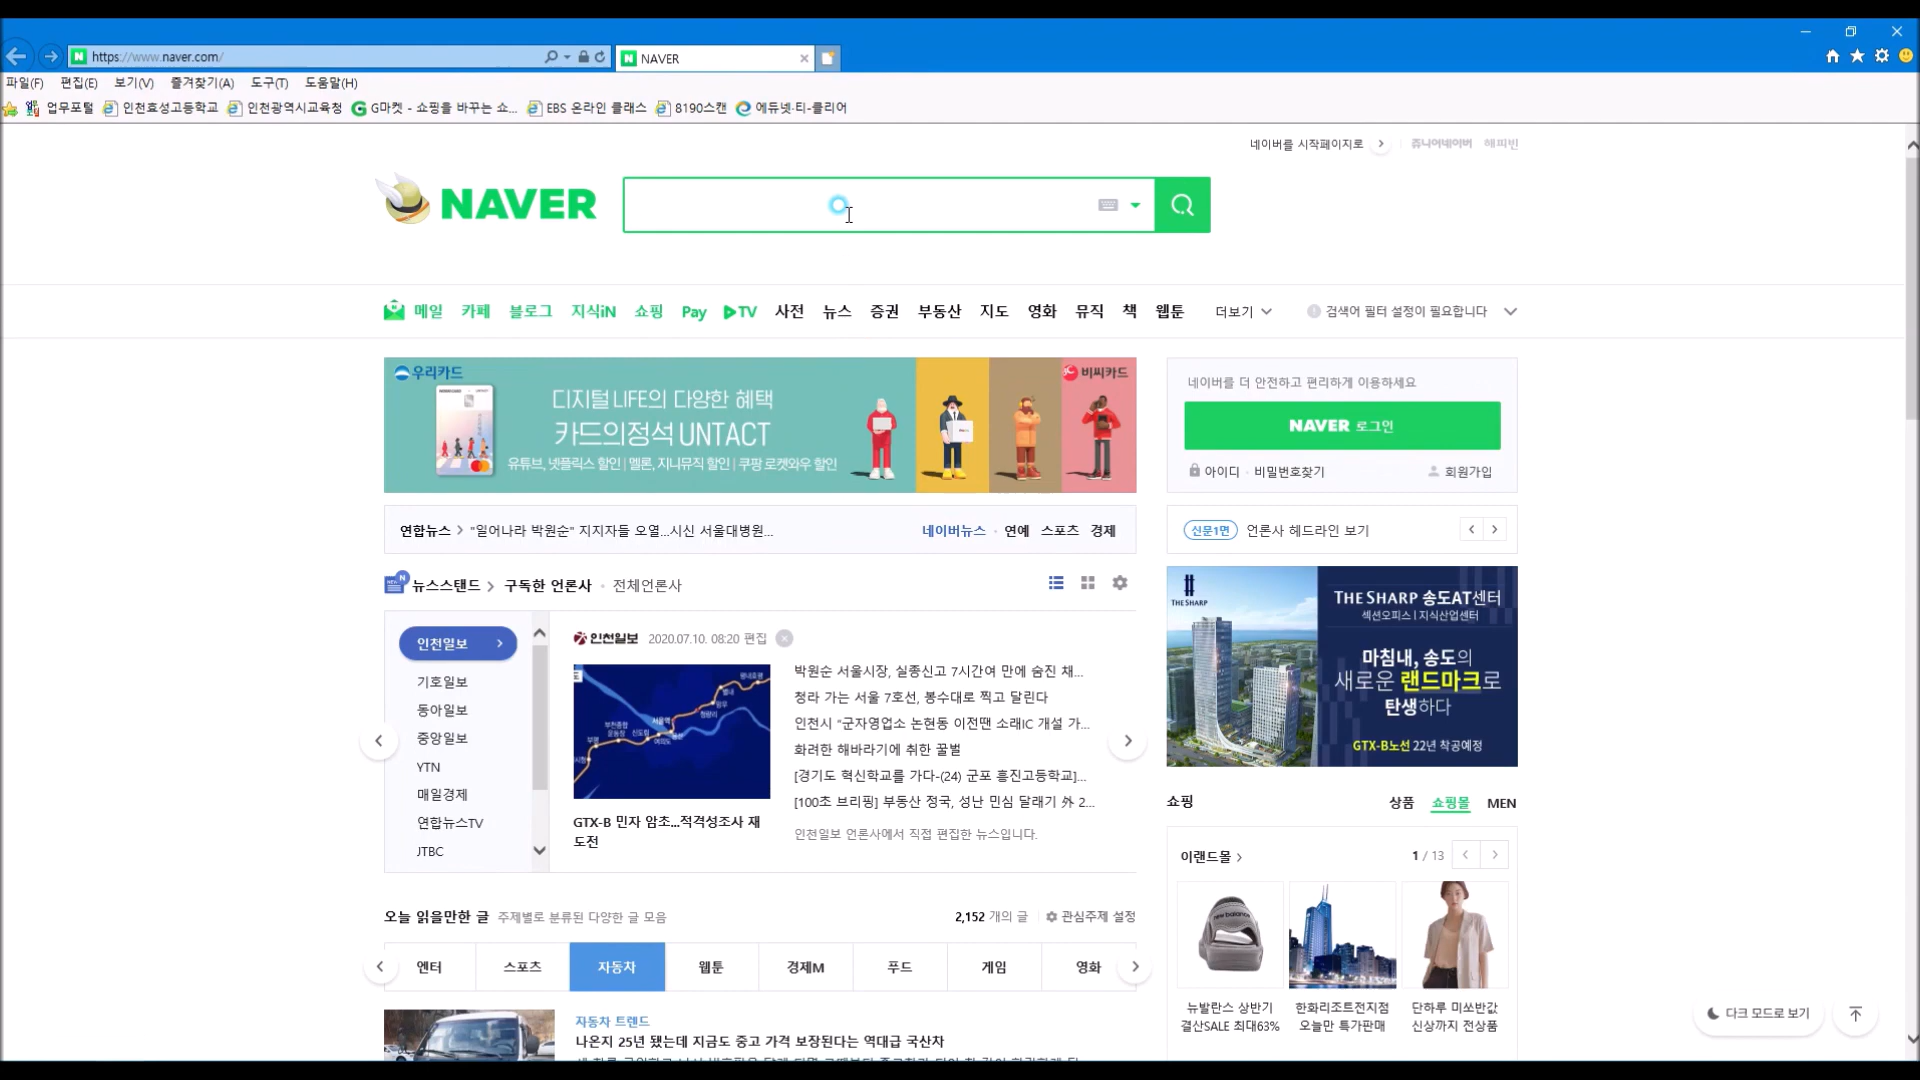 https://www.naver.com/
NAVER
파일(F) 편집(E) 보기(V) 즐겨찾기(A) 도구(T) 도움말(H)
업무포털 인천효성고등학교 인천광역시교육청 G마켓 - 쇼핑을 바꾸는 쇼... EBS 온라인 클래스 8190스캔 에듀넷·티-클리어
네이버를 시작페이지로 쥬니어네이버 해피빈
NAVER
메일 카페 블로그 지식iN 쇼핑 Pay TV 사전 뉴스 증권 부동산 지도 영화 뮤직 책 웹툰 더보기 검색어 필터 설정이 필요합니다
우리카드
디지털 LIFE의 다양한 혜택
카드의정석 UNTACT
유튜브, 넷플릭스 할인 | 멜론, 지니뮤직 할인 | 쿠팡 로켓와우 할인
비씨카드
네이버를 더 안전하고 편리하게 이용하세요
NAVER 로그인
아이디 · 비밀번호찾기 회원가입
연합뉴스 "일어나라 박원순" 지지자들 오열...시신 서울대병원...
네이버뉴스 · 연예 스포츠 경제
신문1면 언론사 헤드라인 보기
뉴스스탠드 구독한 언론사 · 전체언론사
인천일보
기호일보
동아일보
중앙일보
YTN
매일경제
연합뉴스TV
JTBC
인천일보 2020.07.10. 08:20 편집
GTX-B 민자 암초...적격성조사 재
도전
박원순 서울시장, 실종신고 7시간여 만에 숨진 채...
청라 가는 서울 7호선, 봉수대로 찍고 달린다
인천시 "군자영업소 논현동 이전땐 소래IC 개설 가...
화려한 해바라기에 취한 꿀벌
[경기도 혁신학교를 가다-(24) 군포 흥진고등학교]...
[100초 브리핑] 부동산 정국, 성난 민심 달래기 外 2...
인천일보 언론사에서 직접 편집한 뉴스입니다.
THE SHARP
THE SHARP 송도AT센터
섹션오피스 | 지식산업센터
마침내, 송도의
새로운 랜드마크로
탄생하다
GTX-B노선 22년 착공예정
쇼핑 상품 쇼핑몰 MEN
이랜드몰 1 / 13
new balance
뉴발란스 상반기
결산SALE 최대63%
한화리조트전지점
오늘만 특가판매
단하루 미쏘반값
신상까지 전상품
오늘 읽을만한 글 주제별로 분류된 다양한 글 모음 2,152 개의 글 관심주제 설정
엔터 스포츠 자동차 웹툰 경제M 푸드 게임 영화
자동차 트렌드
나온지 25년 됐는데 지금도 중고 가격 보장된다는 역대급 국산차
다크 모드로 보기